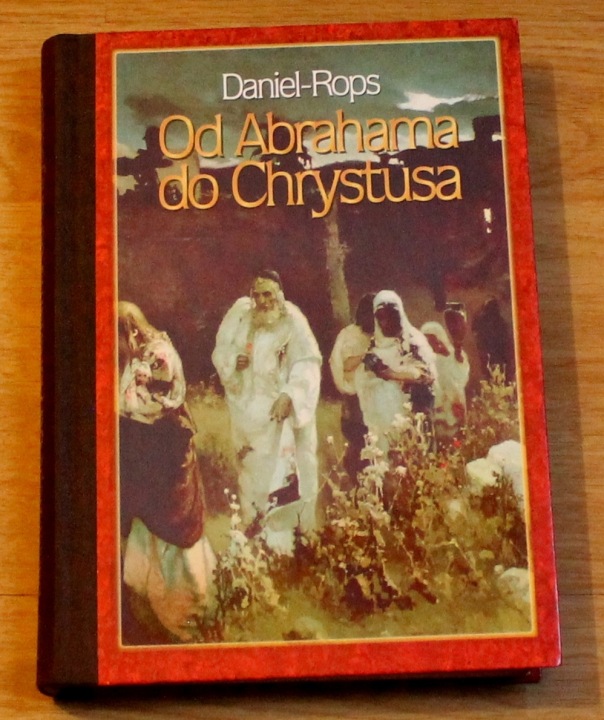 Daniel-Rops
Od Abrahama
do Chrystusa